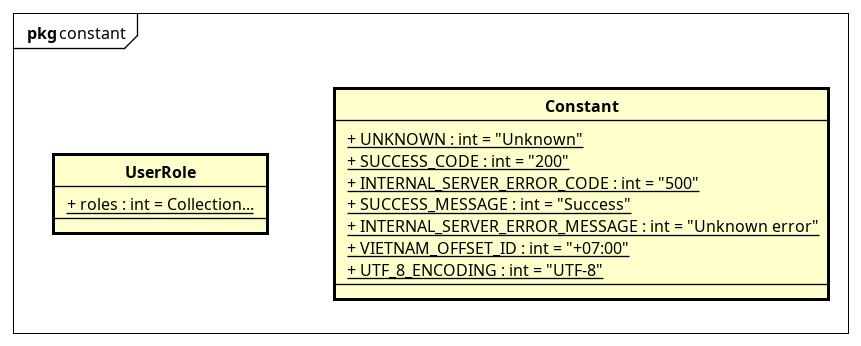 pkg constant
UserRole
+ roles : int = Collection...
Constant
+ UNKNOWN : int = "Unknown"
+ SUCCESS_CODE : int = "200"
+ INTERNAL_SERVER_ERROR_CODE : int = "500"
+ SUCCESS_MESSAGE : int = "Success"
+ INTERNAL_SERVER_ERROR_MESSAGE : int = "Unknown error"
+ VIETNAM_OFFSET_ID : int = "+07:00"
+ UTF_8_ENCODING : int = "UTF-8"